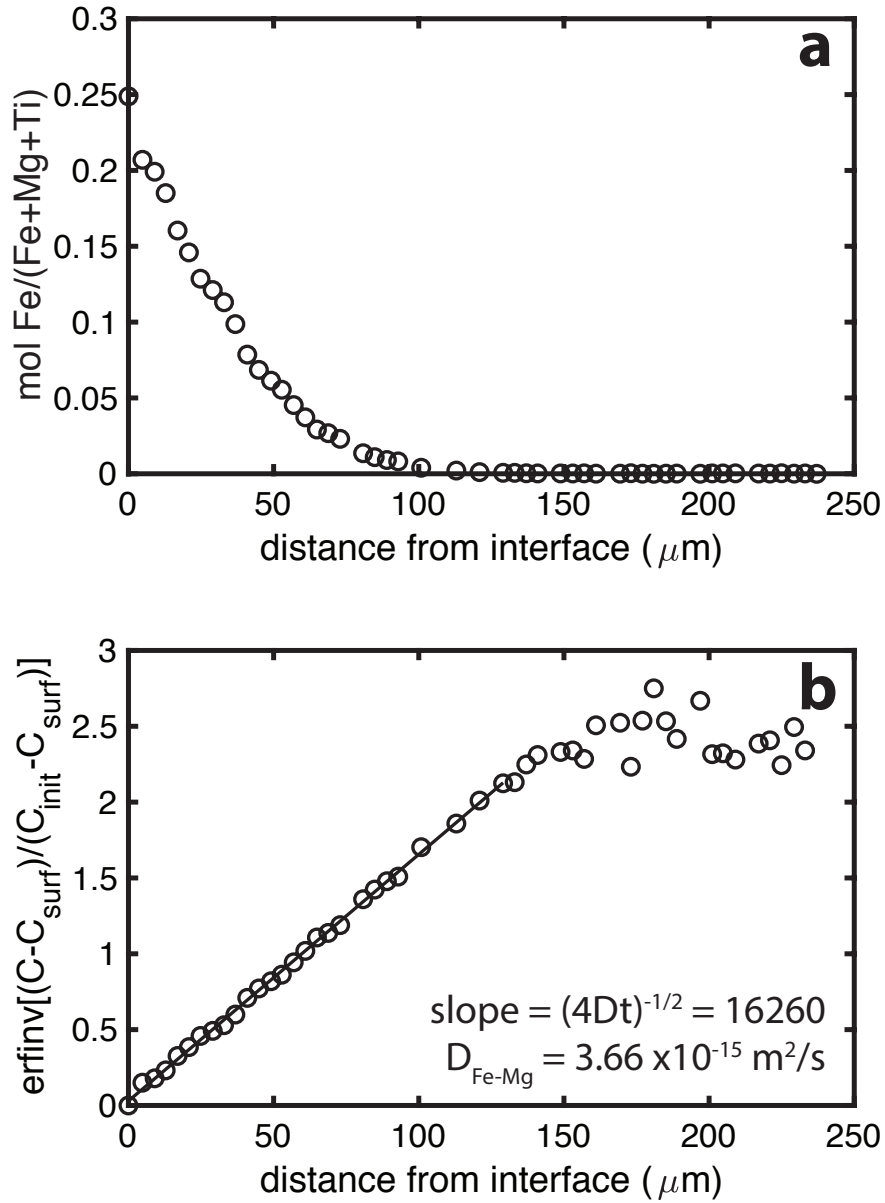 a
mol Fe/(Fe+Mg+Ti)
0.3
0.25
0.2
0.15
0.1
0.05
0
0 50 100 150 200 250
distance from interface (μm)
b
erfinv[(C-Csurf)/(Cinit-Csurf)]
3
2.5
2
1.5
1
0.5
0
slope = (4Dt)-1/2 = 16260
DFe-Mg = 3.66 x10-15 m2/s
0 50 100 150 200 250
distance from interface (μm)